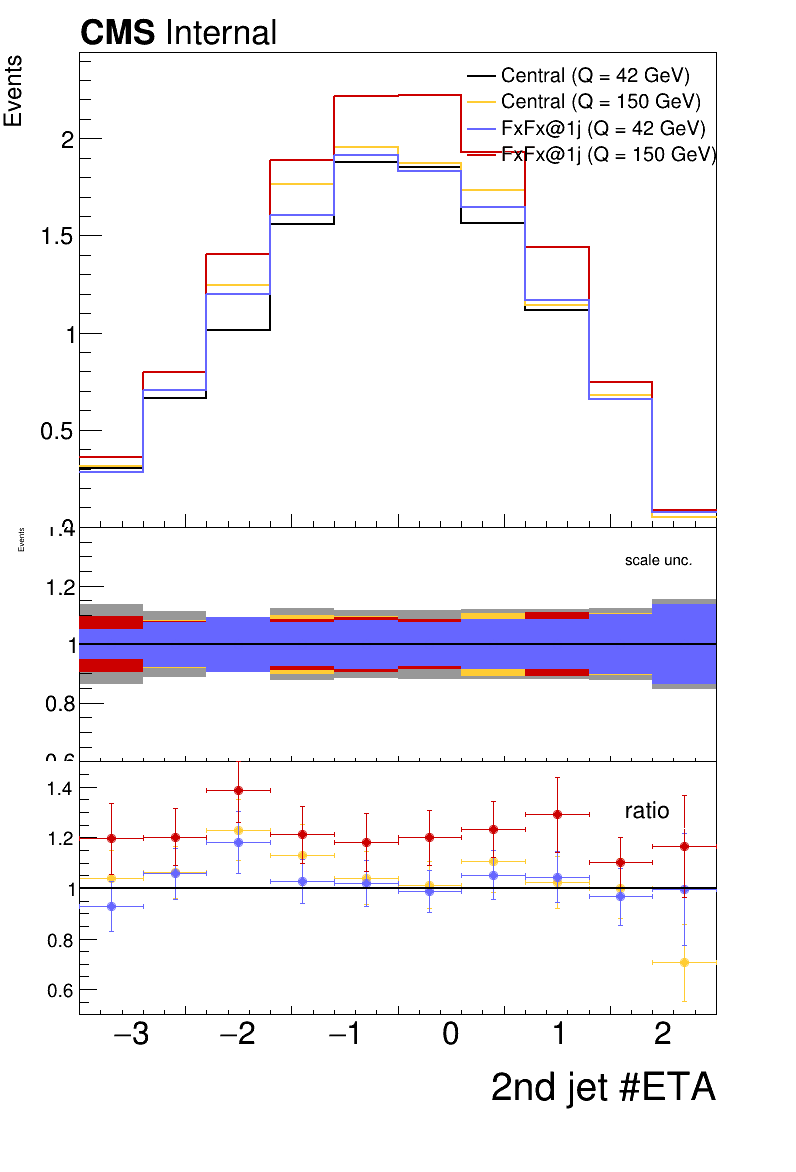 CMS Internal
Events
Central (Q = 42 GeV)
Central (Q = 150 GeV)
FxFx@1j (Q = 42 GeV)
FxFx@1j (Q = 150 GeV)
2
1.5
1
0.5
0
Events
1.4
scale unc.
1.2
1
0.8
0.6
1.4
ratio
1.2
1
0.8
0.6
−3 −2 −1 0 1 2
2nd jet #ETA